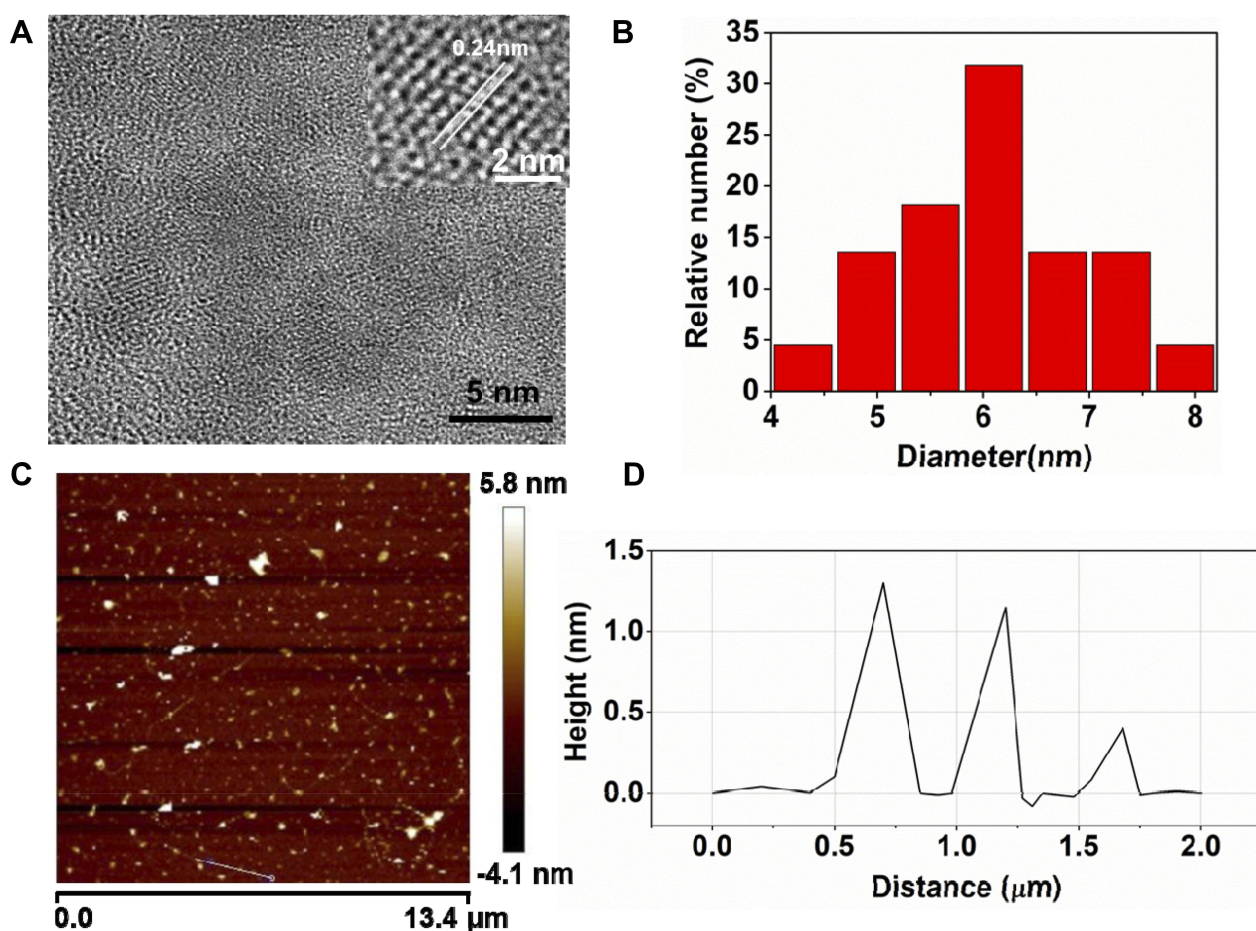 A
0.24nm
2 nm
5 nm
B
Relative number (%)
35
30
25
20
15
10
5
0
4 5 6 7 8
Diameter(nm)
C
5.8 nm
-4.1 nm
0.0 13.4 μm
D
Height (nm)
1.5
1.0
0.5
0.0
0.0 0.5 1.0 1.5 2.0
Distance (μm)